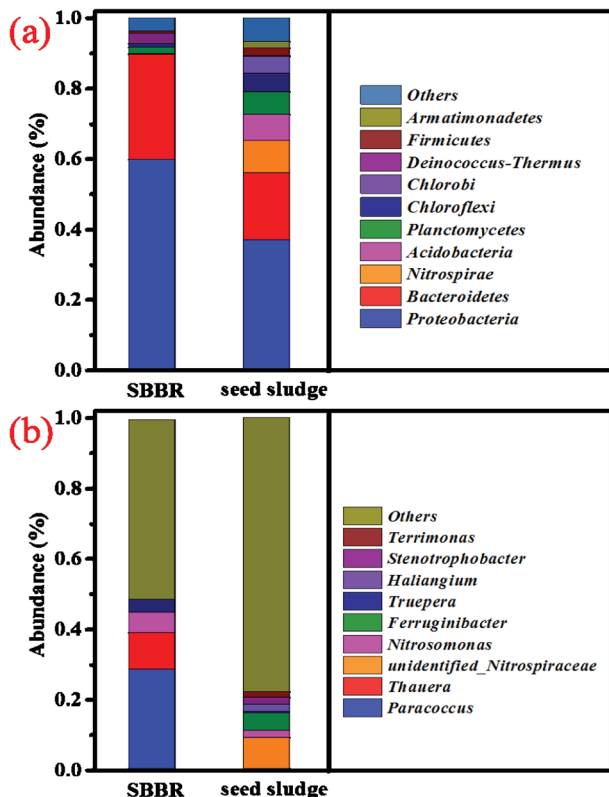 (a)
1.0
0.8
0.6
0.4
0.2
0.0
Abundance (%)
SBBR
seed sludge
Others
Armatimonadetes
Firmicutes
Deinococcus-Thermus
Chlorobi
Chloroflexi
Planctomycetes
Acidobacteria
Nitrospirae
Bacteroidetes
Proteobacteria
(b)
1.0
0.8
0.6
0.4
0.2
0.0
Abundance (%)
SBBR
seed sludge
Others
Terrimonas
Stenotrophobacter
Haliangium
Truepera
Ferruginibacter
Nitrosomonas
unidentified_Nitrospiraceae
Thauera
Paracoccus